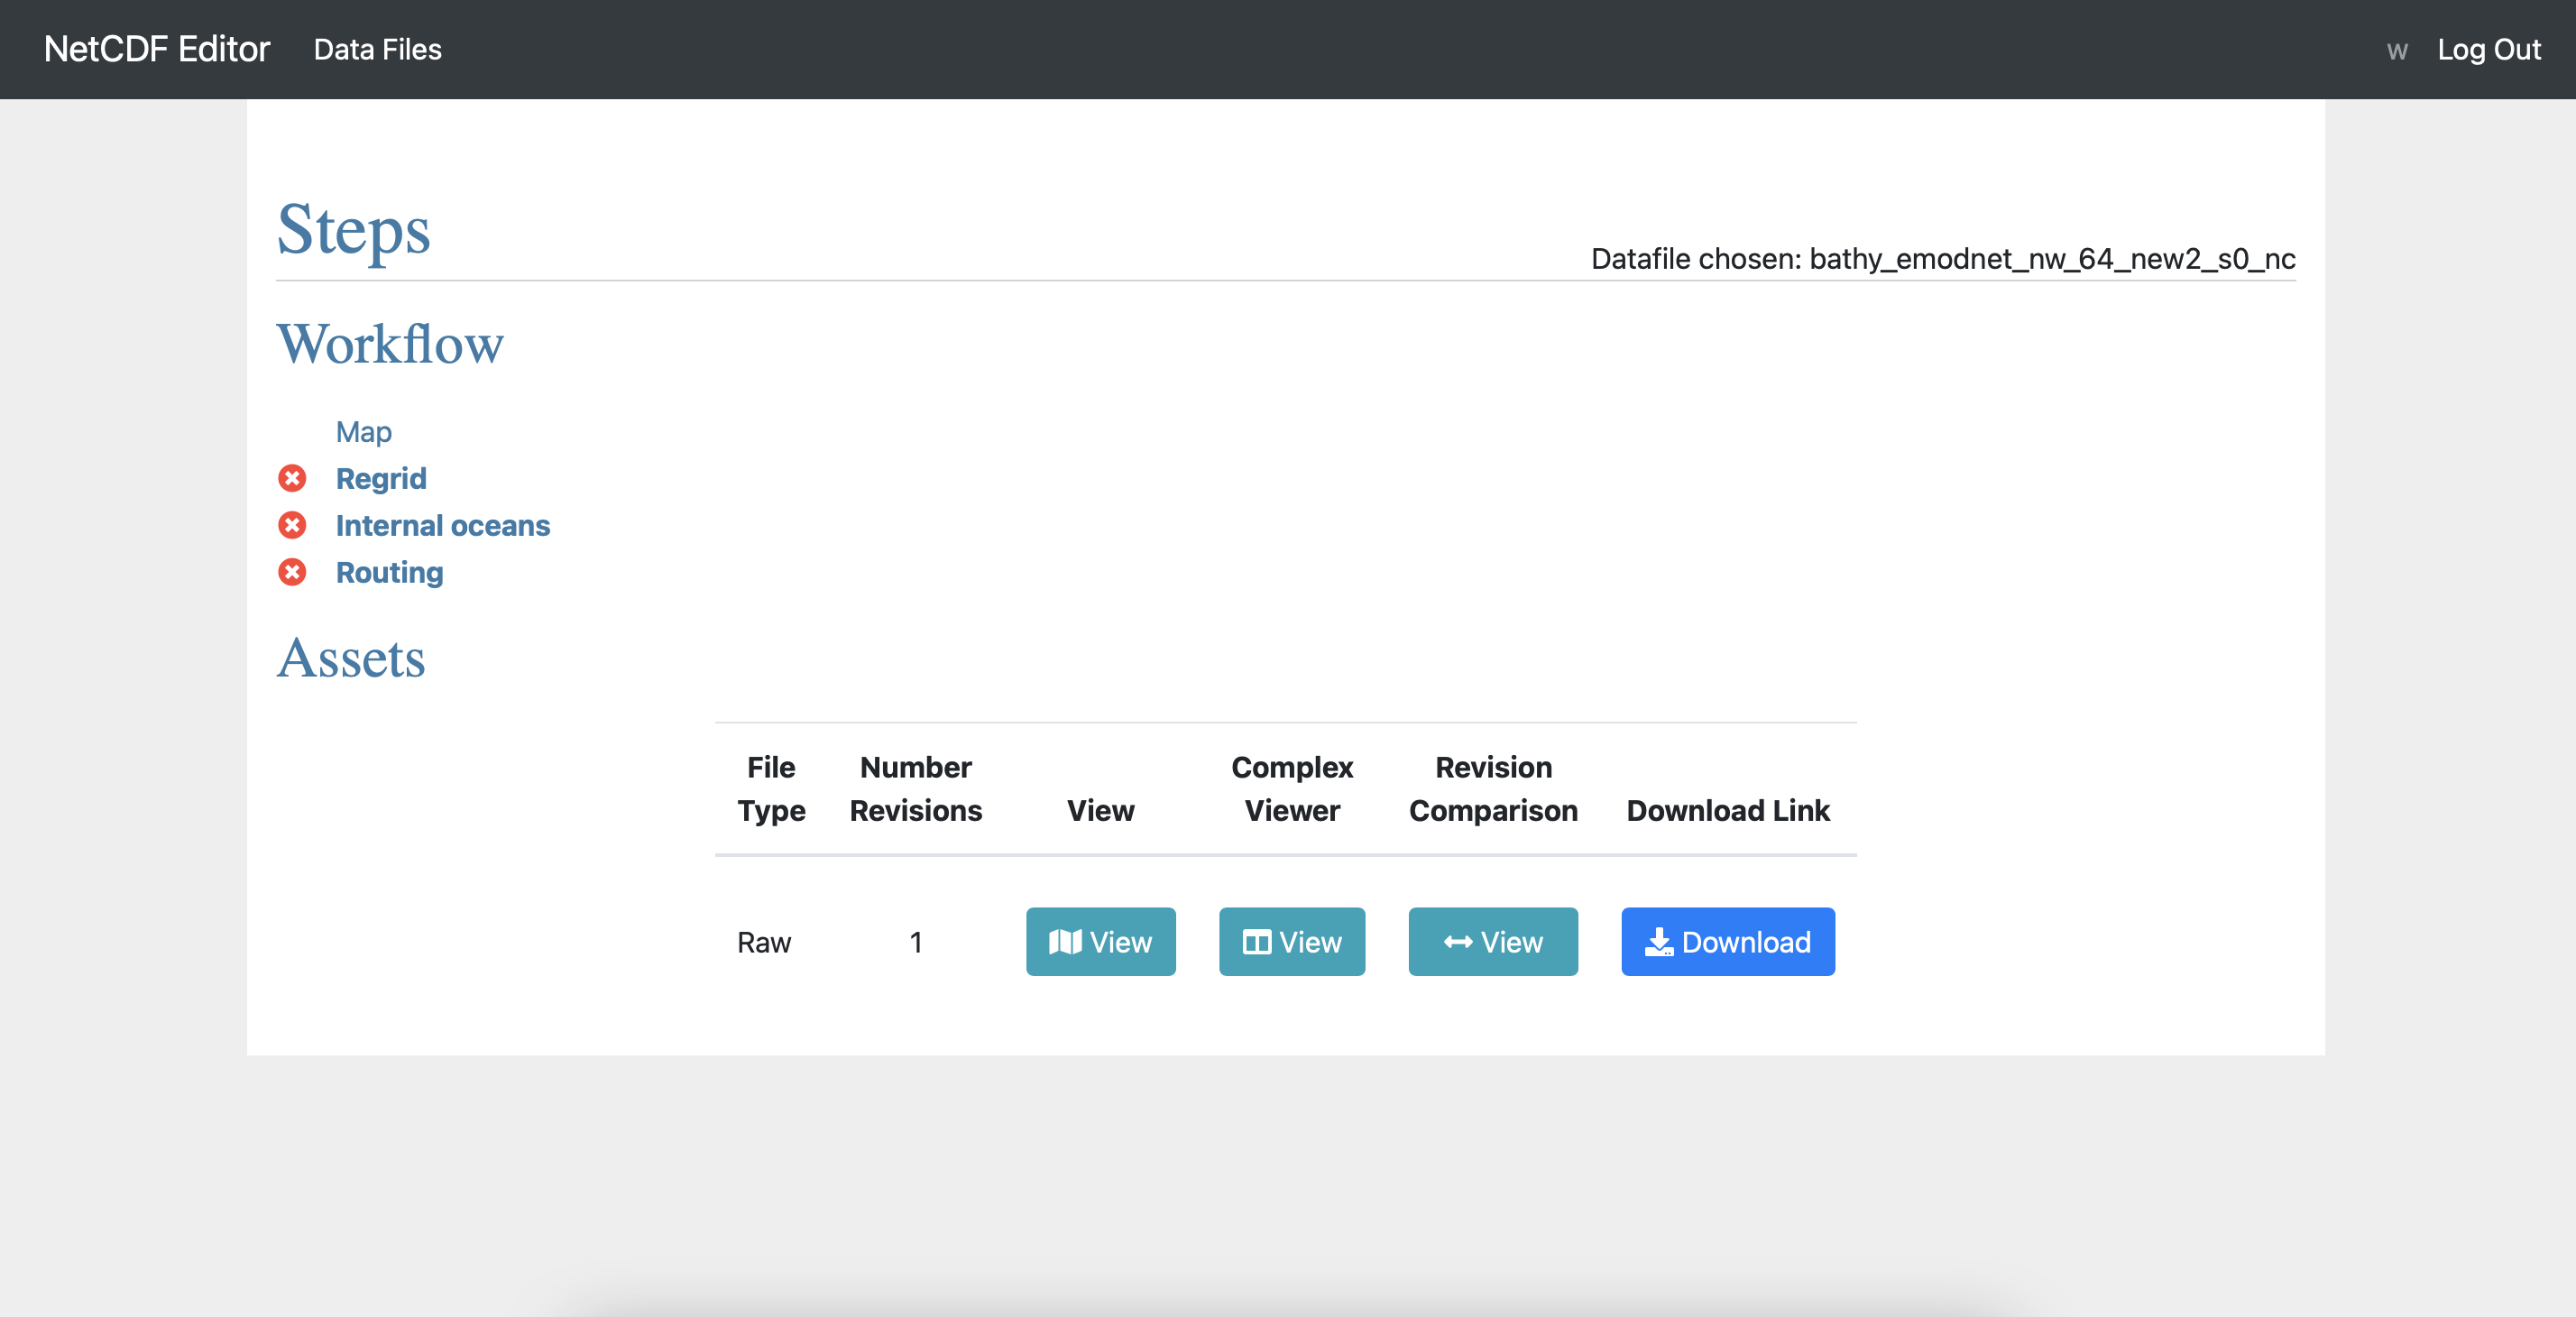 NetCDF Editor Data Files w Log Out
Steps
Datafile chosen: bathy_emodnet_nw_64_new2_s0_nc
Workflow
Map
Regrid
Internal oceans
Routing
Assets
File Type Number Revisions View Complex Viewer Revision Comparison Download Link
Raw 1 View View View Download